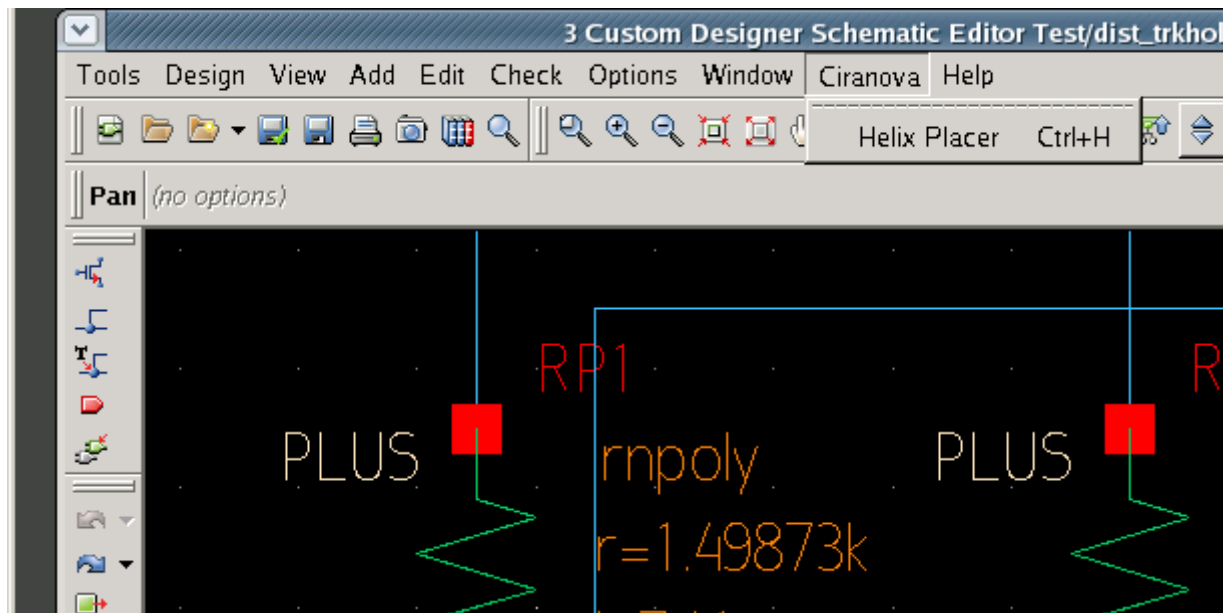 3 Custom Designer Schematic Editor Test/dist_trkhol
Tools Design View Add Edit Check Options Window Ciranova Help
Helix Placer Ctrl+H
Pan (no options)
RP1
PLUS
rnpoly
PLUS
r=1.49873k